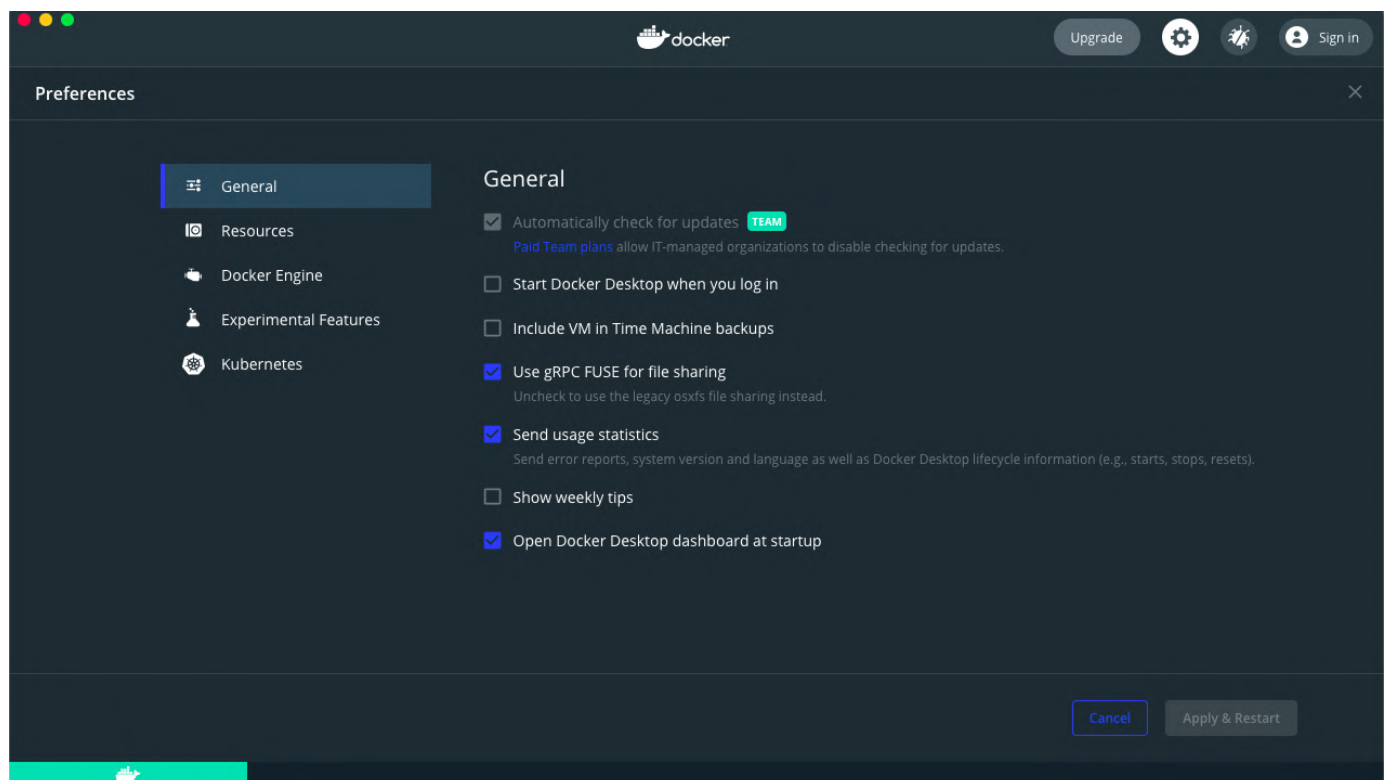 docker
Upgrade
Sign in
Preferences
General
Resources
Docker Engine
Experimental Features
Kubernetes
General
Automatically check for updates TEAM
Paid Team plans allow IT-managed organizations to disable checking for updates.
Start Docker Desktop when you log in
Include VM in Time Machine backups
Use gRPC FUSE for file sharing
Uncheck to use the legacy osxfs file sharing instead.
Send usage statistics
Send error reports, system version and language as well as Docker Desktop lifecycle information (e.g., starts, stops, resets).
Show weekly tips
Open Docker Desktop dashboard at startup
Cancel
Apply & Restart